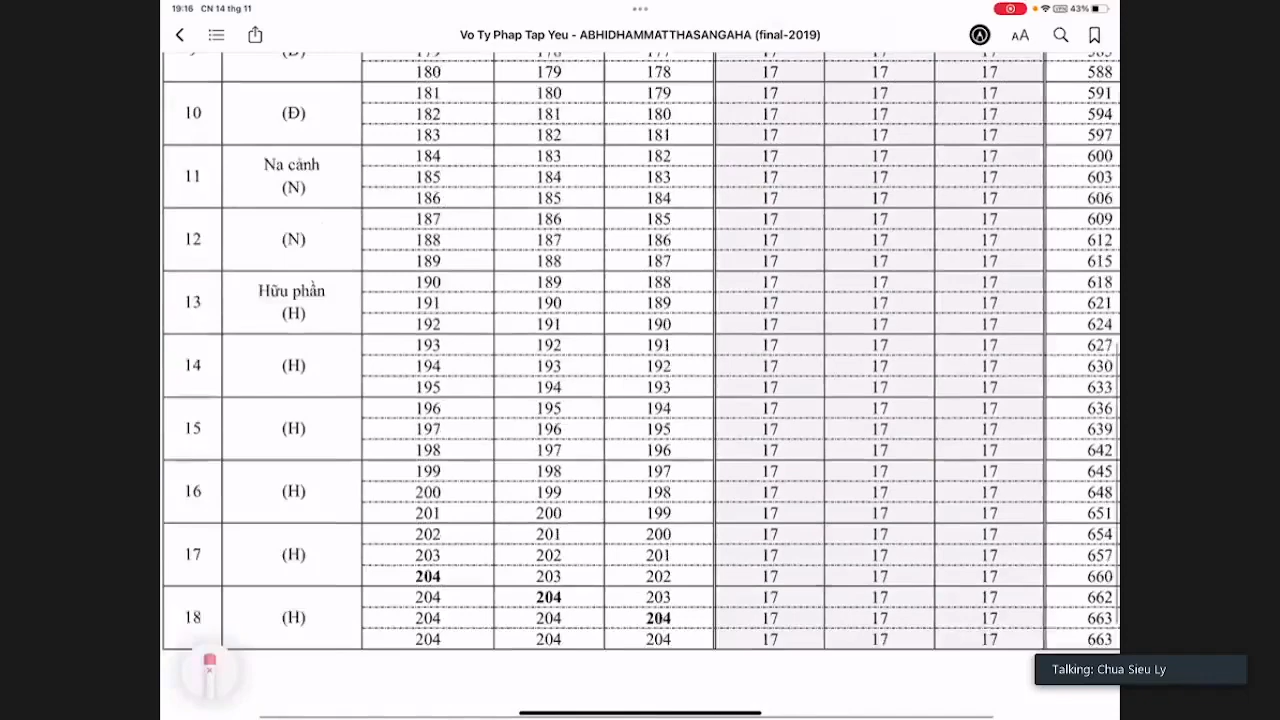 19:16 CN 14 thg 11
43%
Vo Ty Phap Tap Yeu - ABHIDHAMMATTHASANGAHA (final-2019)
AA
180 179 178 17 17 17 588
181 180 179 17 17 17 591
10 (Đ) 182 181 180 17 17 17 594
183 182 181 17 17 17 597
Na cảnh 184 183 182 17 17 17 600
11 185 184 183 17 17 17 603
(N) 186 185 184 17 17 17 606
187 186 185 17 17 17 609
12 (N) 188 187 186 17 17 17 612
189 188 187 17 17 17 615
Hữu phần 190 189 188 17 17 17 618
13 191 190 189 17 17 17 621
(H) 192 191 190 17 17 17 624
193 192 191 17 17 17 627
14 (H) 194 193 192 17 17 17 630
195 194 193 17 17 17 633
196 195 194 17 17 17 636
15 (H) 197 196 195 17 17 17 639
198 197 196 17 17 17 642
199 198 197 17 17 17 645
16 (H) 200 199 198 17 17 17 648
201 200 199 17 17 17 651
202 201 200 17 17 17 654
17 (H) 203 202 201 17 17 17 657
204 203 202 17 17 17 660
204 204 203 17 17 17 662
18 (H) 204 204 204 17 17 17 663
204 204 204 17 17 17 663
Talking: Chua Sieu Ly